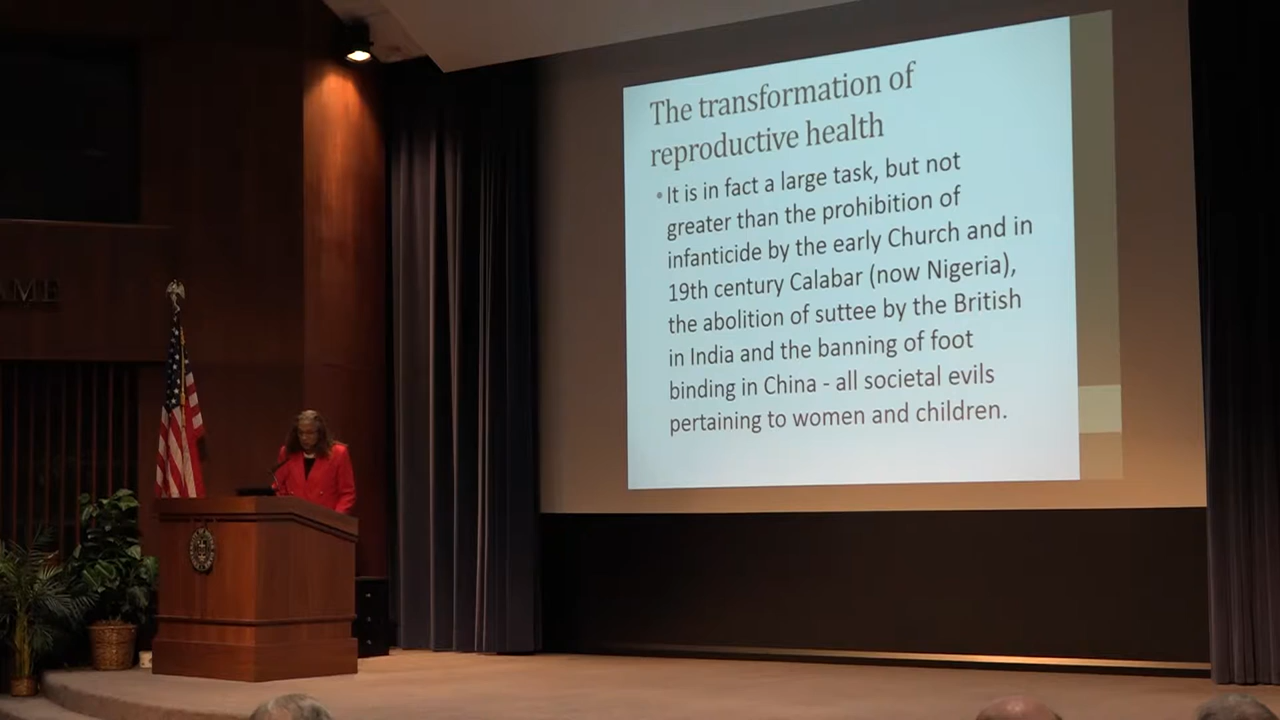 The transformation of
reproductive health
•It is in fact a large task, but not
greater than the prohibition of
infanticide by the early Church and in
19th century Calabar (now Nigeria),
the abolition of suttee by the British
in India and the banning of foot
binding in China - all societal evils
pertaining to women and children.
AME